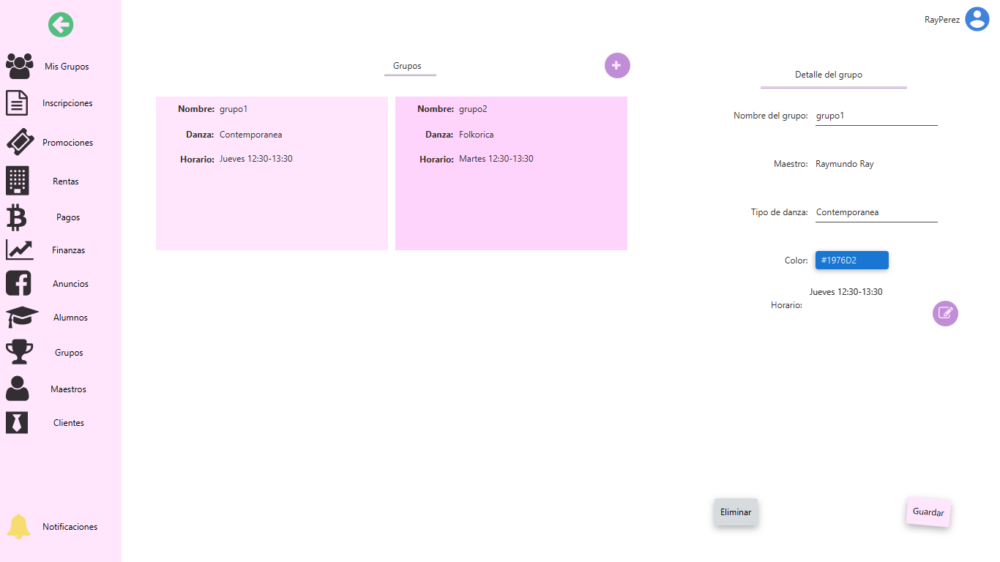 RayPerez
Mis Grupos
Inscripciones
Promociones
Rentas
Pagos
Finanzas
Anuncios
Alumnos
Grupos
Maestros
Clientes
Notificaciones
Grupos
Nombre: grupo1
Danza: Contemporanea
Horario: Jueves 12:30-13:30
Nombre: grupo2
Danza: Folkorica
Horario: Martes 12:30-13:30
Detalle del grupo
Nombre del grupo: grupo1
Maestro: Raymundo Ray
Tipo de danza: Contemporanea
Color: #1976D2
Jueves 12:30-13:30
Horario:
Eliminar
Guardar